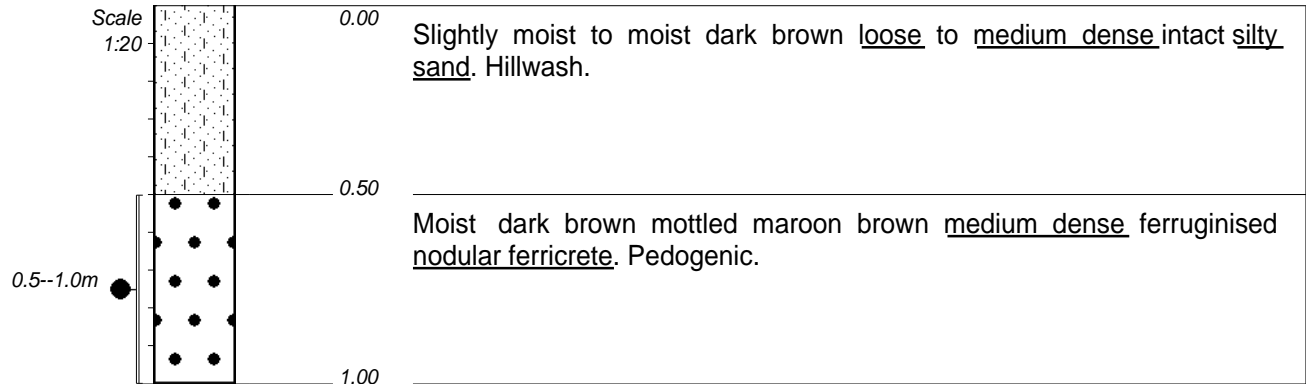 Scale
1:20
0.00
Slightly moist to moist dark brown loose to medium dense intact silty
sand. Hillwash.
0.50
Moist dark brown mottled maroon brown medium dense ferruginised
nodular ferricrete. Pedogenic.
0.5--1.0m
1.00